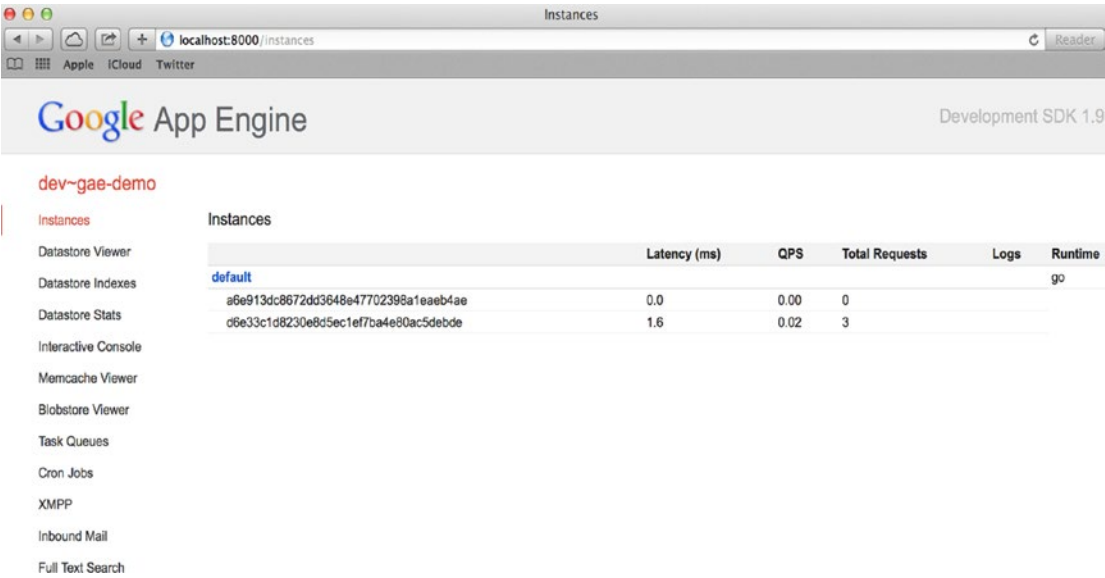 Instances
localhost:8000/instances
Reader
Apple iCloud Twitter
Google App Engine
Development SDK 1.9
dev~gae-demo
Instances
Datastore Viewer
Datastore Indexes
Datastore Stats
Interactive Console
Memcache Viewer
Blobstore Viewer
Task Queues
Cron Jobs
XMPP
Inbound Mail
Full Text Search
Instances
Latency (ms) QPS Total Requests Logs Runtime
default go
a6e913dc8672dd3648e47702398a1eaeb4ae 0.0 0.00 0
d6e33c1d8230e8d5ec1ef7ba4e80ac5debde 1.6 0.02 3